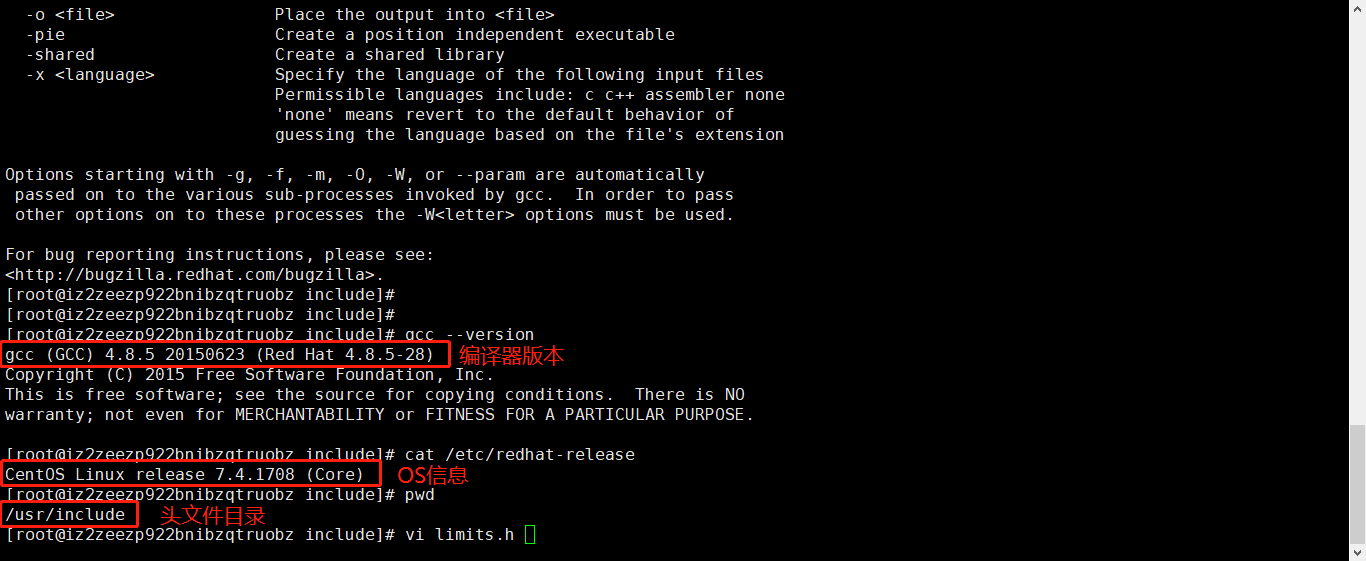 -o <file>                Place the output into <file>
-pie                     Create a position independent executable
-shared                  Create a shared library
-x <language>            Specify the language of the following input files
Permissible languages include: c c++ assembler none
'none' means revert to the default behavior of
guessing the language based on the file's extension
Options starting with -g, -f, -m, -O, -W, or --param are automatically
passed on to the various sub-processes invoked by gcc.  In order to pass
other options on to these processes the -W<letter> options must be used.
For bug reporting instructions, please see:
<http://bugzilla.redhat.com/bugzilla>.
[root@iz2zeezp922bnibzqtruobz include]#
[root@iz2zeezp922bnibzqtruobz include]#
[root@iz2zeezp922bnibzqtruobz include]# gcc --version
gcc (GCC) 4.8.5 20150623 (Red Hat 4.8.5-28) 编译器版本
Copyright (C) 2015 Free Software Foundation, Inc.
This is free software; see the source for copying conditions.  There is NO
warranty; not even for MERCHANTABILITY or FITNESS FOR A PARTICULAR PURPOSE.
[root@iz2zeezp922bnibzqtruobz include]# cat /etc/redhat-release
CentOS Linux release 7.4.1708 (Core) OS信息
[root@iz2zeezp922bnibzqtruobz include]# pwd
/usr/include 头文件目录
[root@iz2zeezp922bnibzqtruobz include]# vi limits.h